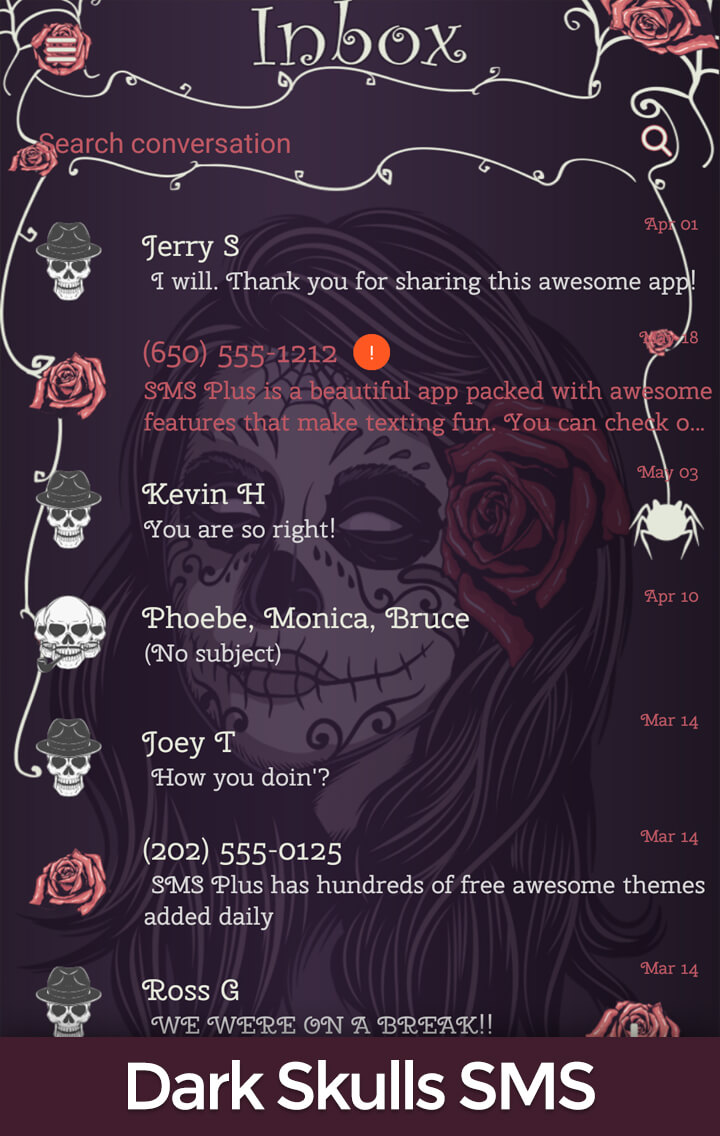 Inbox
Search conversation
Apr 01
Jerry S
I will. Thank you for sharing this awesome app!
May 18
(650) 555-1212 !
SMS Plus is a beautiful app packed with awesome
features that make texting fun. You can check o...
May 03
Kevin H
You are so right!
Apr 10
Phoebe, Monica, Bruce
(No subject)
Mar 14
Joey T
How you doin'?
Mar 14
(202) 555-0125
SMS Plus has hundreds of free awesome themes
added daily
Mar 14
Ross G
WE WERE ON A BREAK!!
Dark Skulls SMS